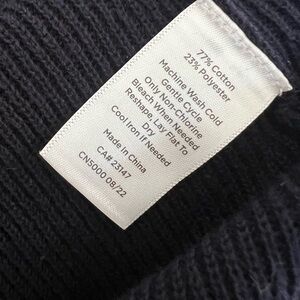 77% Cotton
23% Polyester
Machine Wash Cold
Gentle Cycle
Only Non-Chlorine
Bleach When Needed
Reshape, Lay Flat To
Dry
Cool Iron If Needed
Made In China
CA# 23147
CN5000 08/22